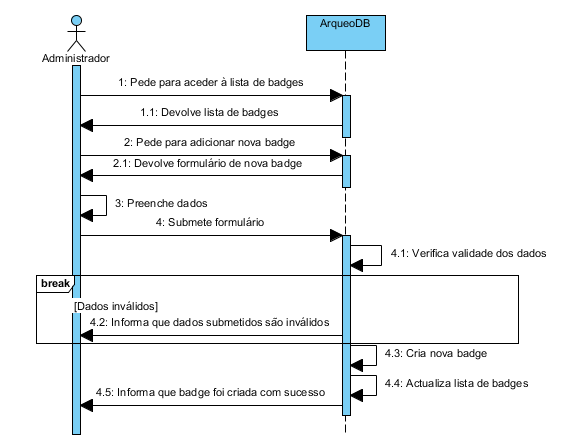 ArqueoDB
Administrador
1: Pede para aceder à lista de badges
1.1: Devolve lista de badges
2: Pede para adicionar nova badge
2.1: Devolve formulário de nova badge
3: Preenche dados
4: Submete formulário
4.1: Verifica validade dos dados
break
[Dados inválidos]
4.2: Informa que dados submetidos são inválidos
4.3: Cria nova badge
4.4: Actualiza lista de badges
4.5: Informa que badge foi criada com sucesso